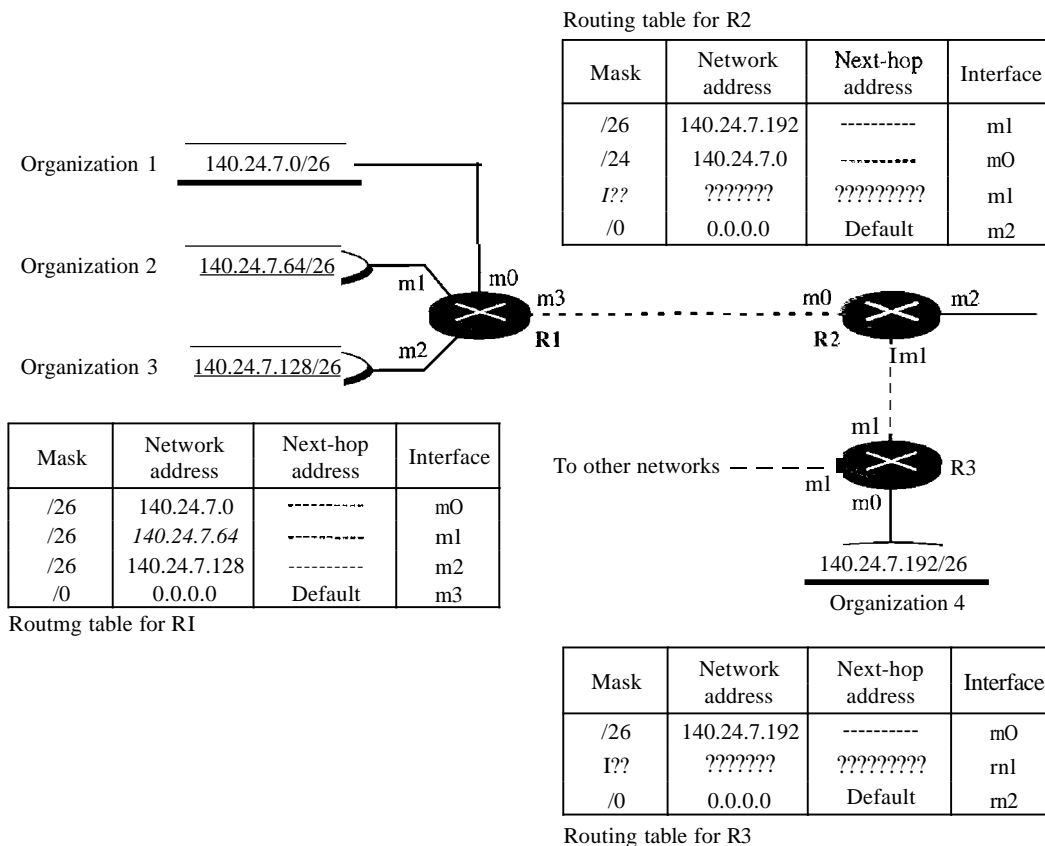 Routing table for R2
Mask Network address Next-hop address Interface
/26 140.24.7.192 ---------- m1
/24 140.24.7.0 ---------- mO
I?? ??????? ????????? m1
/0 0.0.0.0 Default m2
Organization 1 140.24.7.0/26
Organization 2 140.24.7.64/26
m1 m0
m3 m0 m2
R1 R2
Im1
Organization 3 140.24.7.128/26
m2
Mask Network address Next-hop address Interface
/26 140.24.7.0 ---------- mO
/26 140.24.7.64 ---------- m1
/26 140.24.7.128 ---------- m2
/0 0.0.0.0 Default m3
Routmg table for RI
m1
To other networks
m1
R3
m0
140.24.7.192/26
Organization 4
Mask Network address Next-hop address Interface
/26 140.24.7.192 ---------- mO
I?? ??????? ????????? rn1
/0 0.0.0.0 Default m2
Routing table for R3